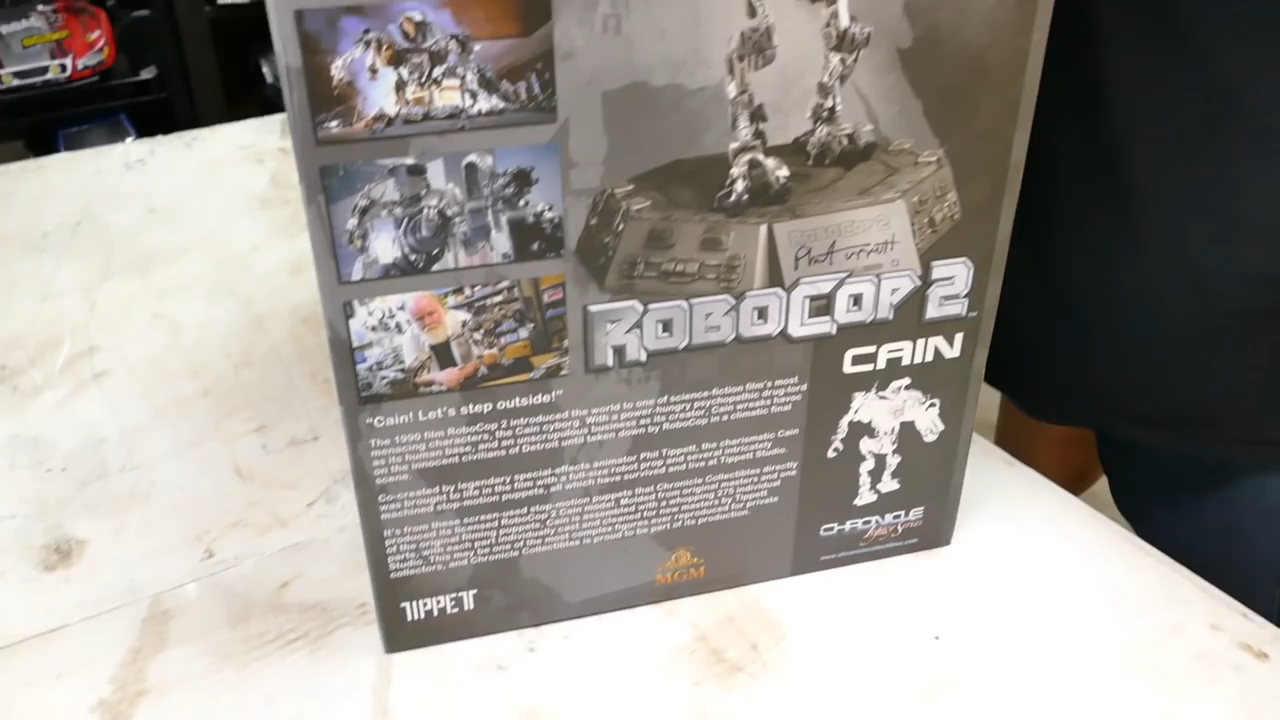 ROBOCOP 2
ROBOCOP 2
CAIN
"Cain! Let's step outside!"
The 1990 film RoboCop 2 introduced the world to one of science-fiction film's most
menacing characters, the Cain cyborg. With a power-hungry psychopathic drug-lord
as its human base, and an unscrupulous business as its creator, Cain wreaks havoc
on the innocent civilians of Detroit until taken down by RoboCop in a climatic final
scene.
Co-created by legendary special-effects animator Phil Tippett, the charismatic Cain
was brought to life in the film with a full-size robot prop and several intricately
machined stop-motion puppets, all which have survived and live at Tippett Studio.
It's from these screen-used stop-motion puppets that Chronicle Collectibles directly
produced its licensed RoboCop 2 Cain model. Molded from original masters and one
of the original filming puppets, Cain is assembled with a whopping 275 individual
parts, with each part individually cast and cleaned for new masters by Tippett
Studio. This may be one of the most complex figures ever produced for private
collectors, and Chronicle Collectibles is proud to be part of its production.
CHRONICLE
www.chroniclecollectibles.com
MGM
TIPPETT